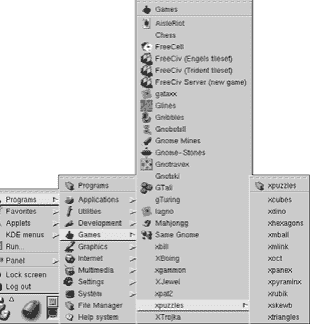 Programs
Favorites
Applets
KDE menus
Run...
Panel
Lock screen
Log out
Programs
Applications
Utilities
Development
Games
Graphics
Internet
Multimedia
Settings
System
File Manager
Help system
Games
AisleRiot
Chess
FreeCell
FreeCiv (Engels tileset)
FreeCiv (Trident tileset)
FreeCiv Server (new game)
gataxx
Glines
Gnibbles
Gnobots II
Gnome Mines
Gnome-Stones
Gnotravex
Gnotski
GTali
gTuring
Iagno
Mahjongg
Same Gnome
xbill
XBoing
xgammon
XJewel
xpat2
xpuzzles
XTrojka
xpuzzles
xcubes
xdino
xhexagons
xmball
xmlink
xoct
xpanex
xpyraminx
xrubik
xskewb
xtriangles